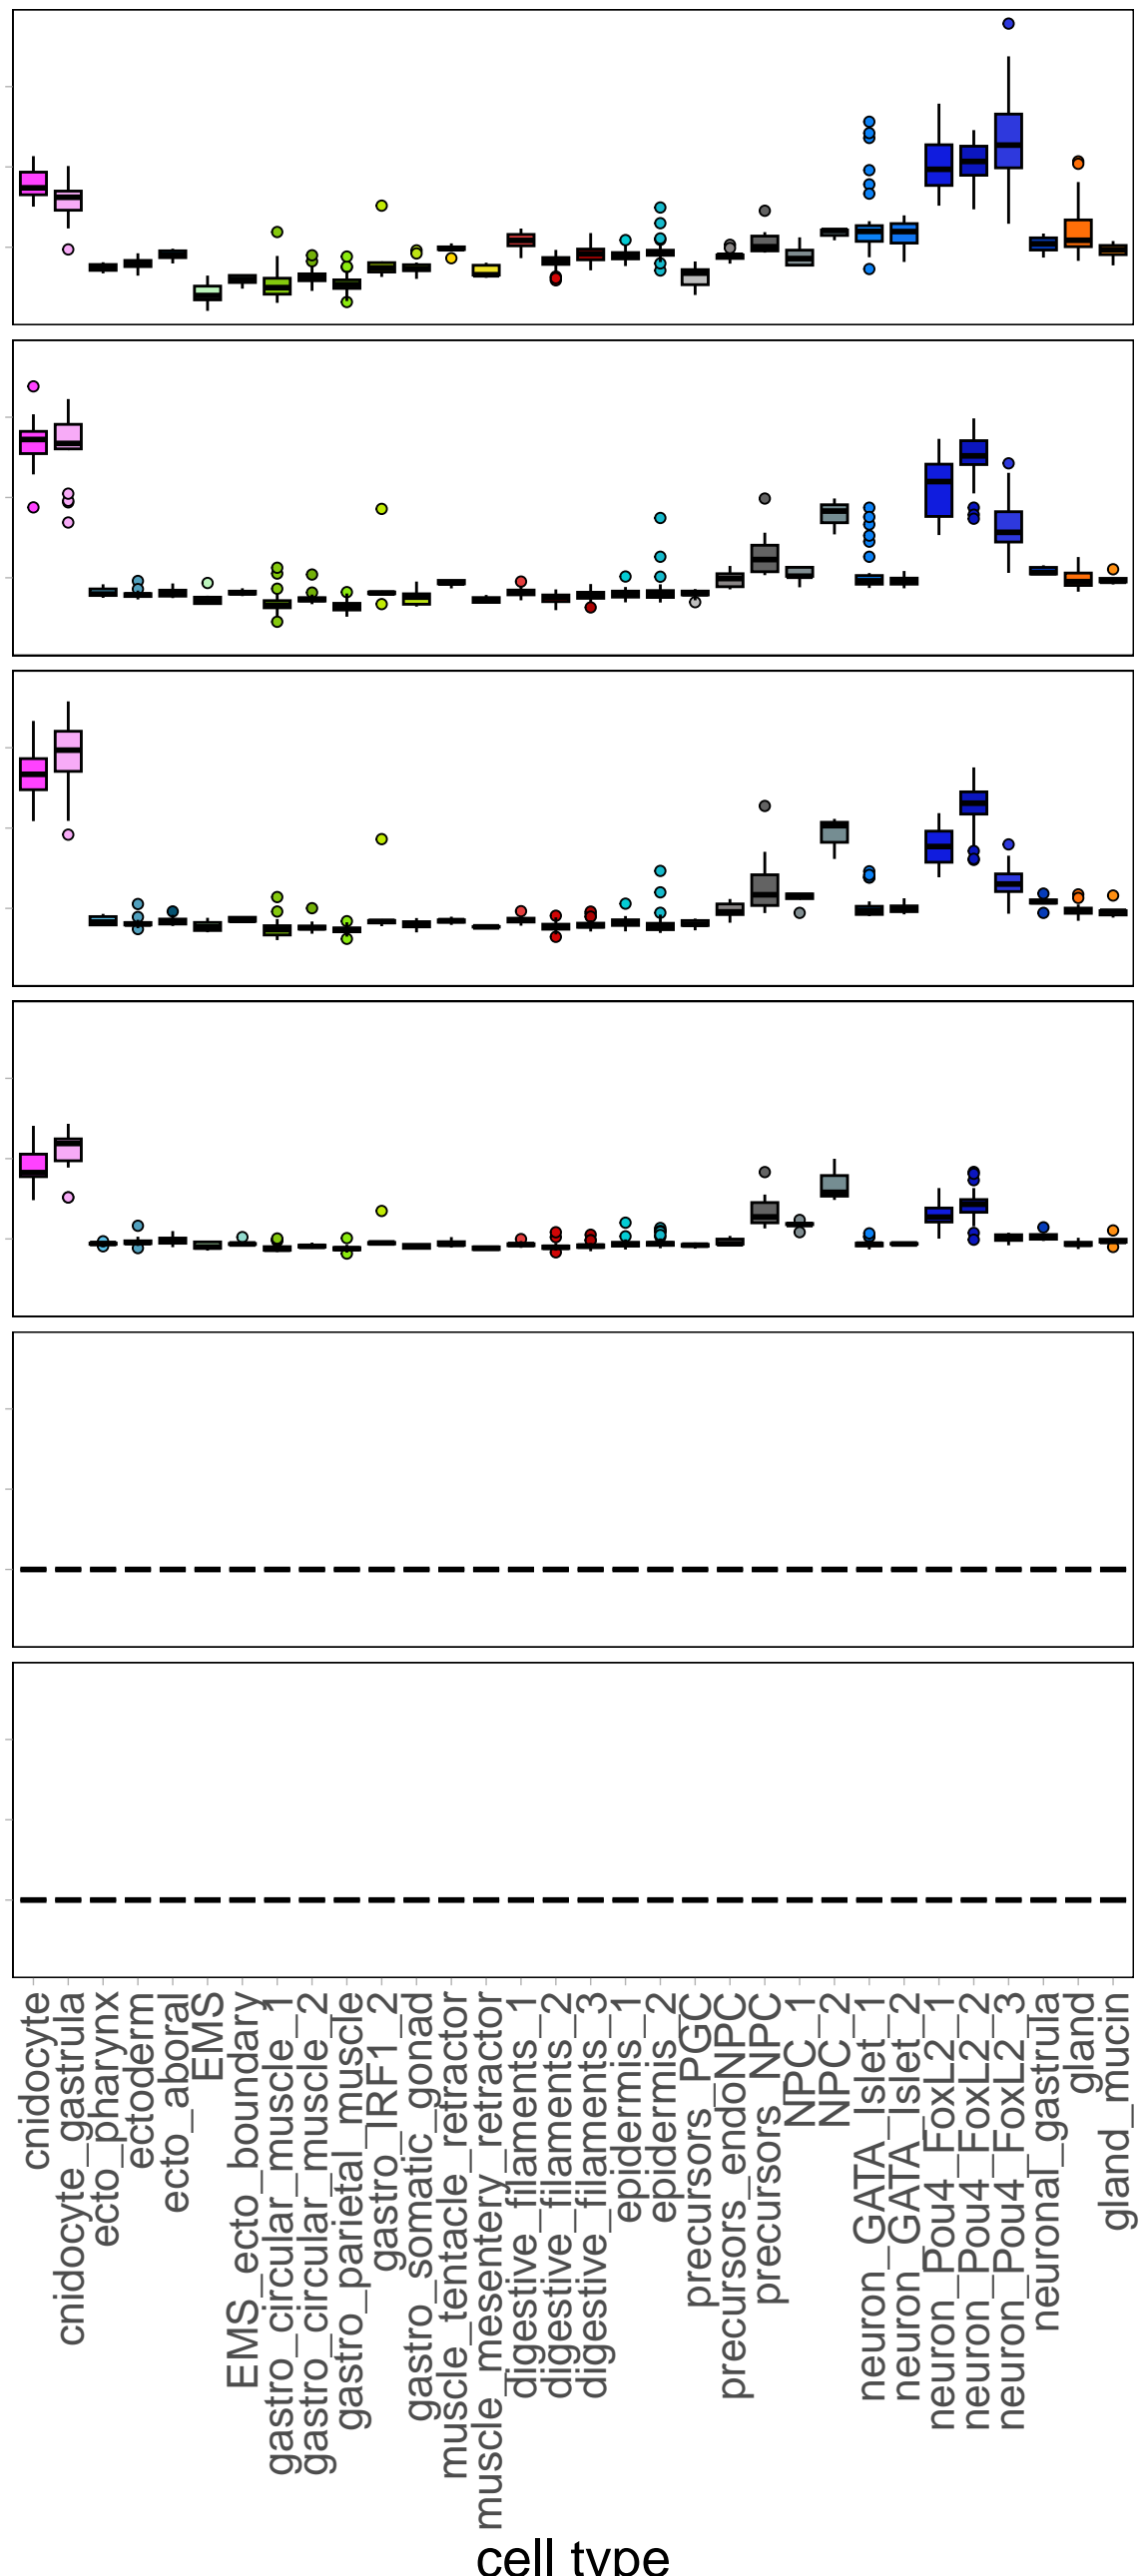 cnidocyte
cnidocyte_gastrula
ecto_pharynx
ectoderm
ecto_aboral
EMS
EMS_ecto_boundary
gastro_circular_muscle_1
gastro_circular_muscle_2
gastro_parietal_muscle
gastro_IRF1_2
gastro_somatic_gonad
muscle_tentacle_retractor
muscle_mesentery_retractor
digestive_filaments_1
digestive_filaments_2
digestive_filaments_3
epidermis_1
epidermis_2
precursors_PGC
precursors_endoNPC
precursors_NPC
NPC_1
NPC_2
neuron_GATA_Islet_1
neuron_GATA_Islet_2
neuron_Pou4_FoxL2_1
neuron_Pou4_FoxL2_2
neuron_Pou4_FoxL2_3
neuronal_gastrula
gland
gland_mucin
cell type